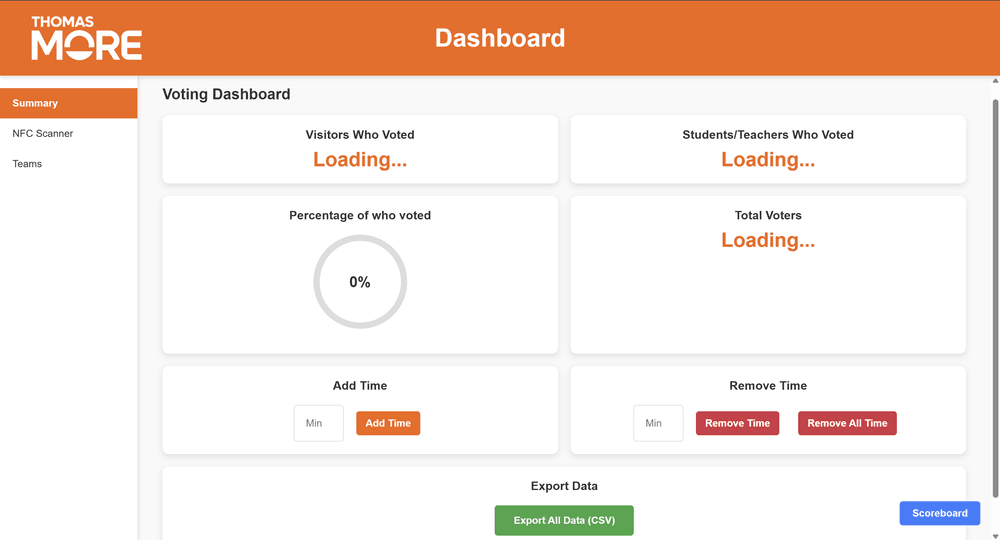 THOMAS
MORE
Dashboard
Summary
NFC Scanner
Teams
Voting Dashboard
Visitors Who Voted
Loading...
Students/Teachers Who Voted
Loading...
Percentage of who voted
0%
Total Voters
Loading...
Add Time
Min
Add Time
Remove Time
Min
Remove Time
Remove All Time
Export Data
Export All Data (CSV)
Scoreboard